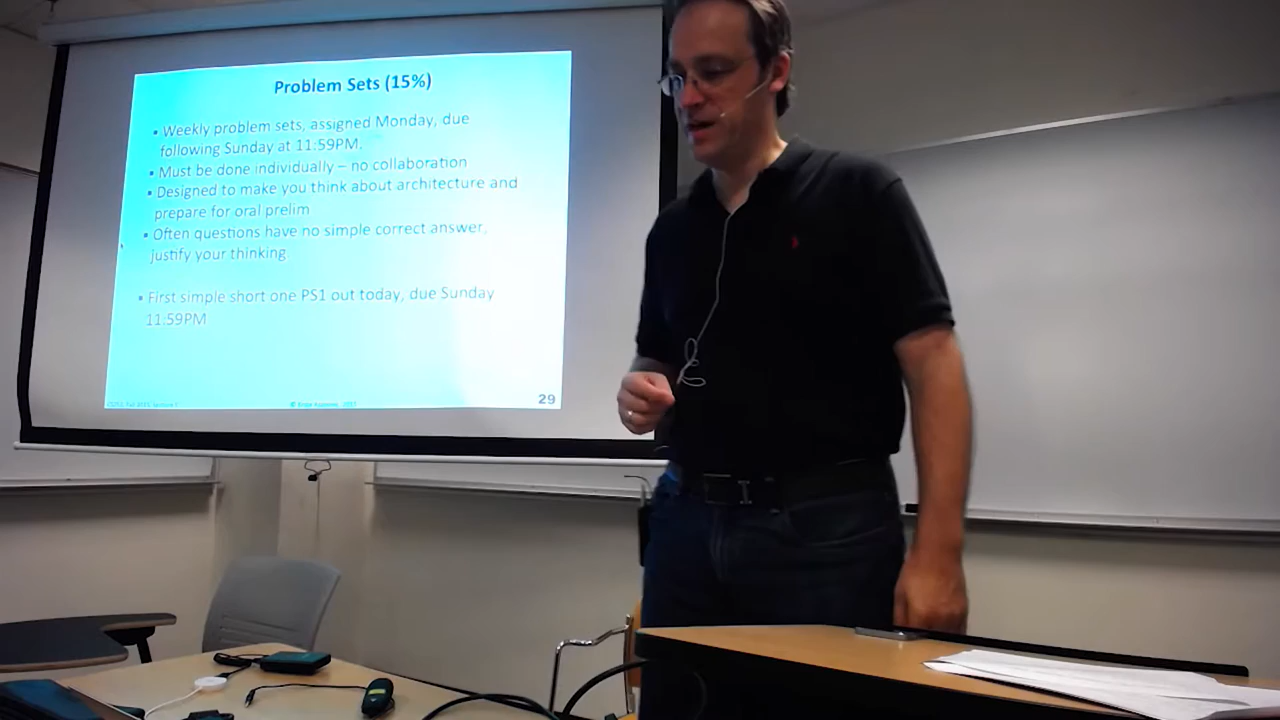 Problem Sets (15%)
▪ Weekly problem sets, assigned Monday, due
following Sunday at 11:59PM.
▪ Must be done individually – no collaboration
▪ Designed to make you think about architecture and
prepare for oral prelim
▪ Often questions have no simple correct answer,
justify your thinking
▪ First simple short one PS1 out today, due Sunday
11:59PM
29